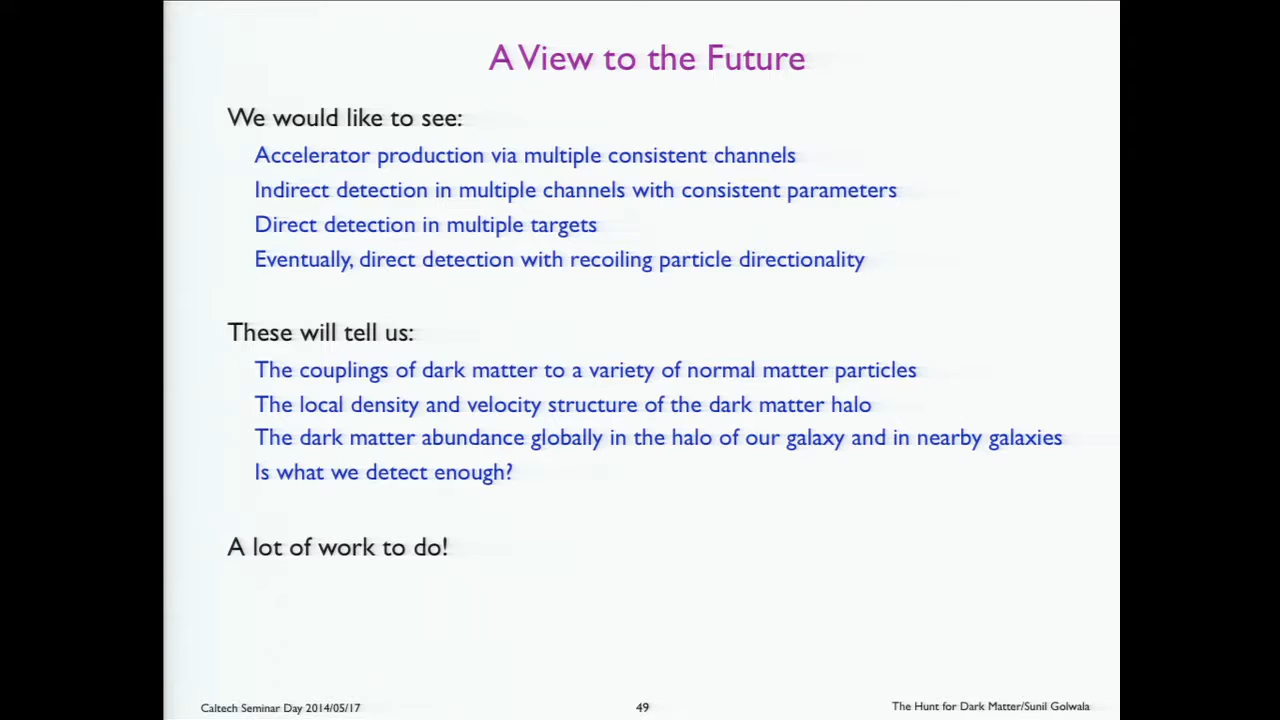 A View to the Future
We would like to see:
Accelerator production via multiple consistent channels
Indirect detection in multiple channels with consistent parameters
Direct detection in multiple targets
Eventually, direct detection with recoiling particle directionality
These will tell us:
The couplings of dark matter to a variety of normal matter particles
The local density and velocity structure of the dark matter halo
The dark matter abundance globally in the halo of our galaxy and in nearby galaxies
Is what we detect enough?
A lot of work to do!
Caltech Seminar Day 2014/05/17
49
The Hunt for Dark Matter/Sunil Golwala